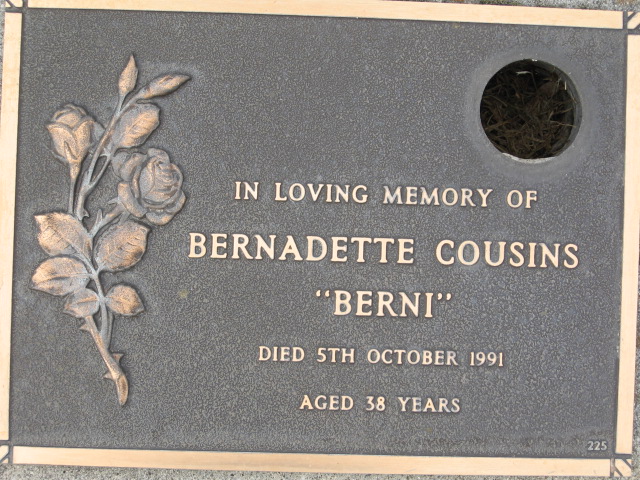 IN LOVING MEMORY OF
BERNADETTE COUSINS
"BERNI"
DIED 5TH OCTOBER 1991
AGED 38 YEARS
225